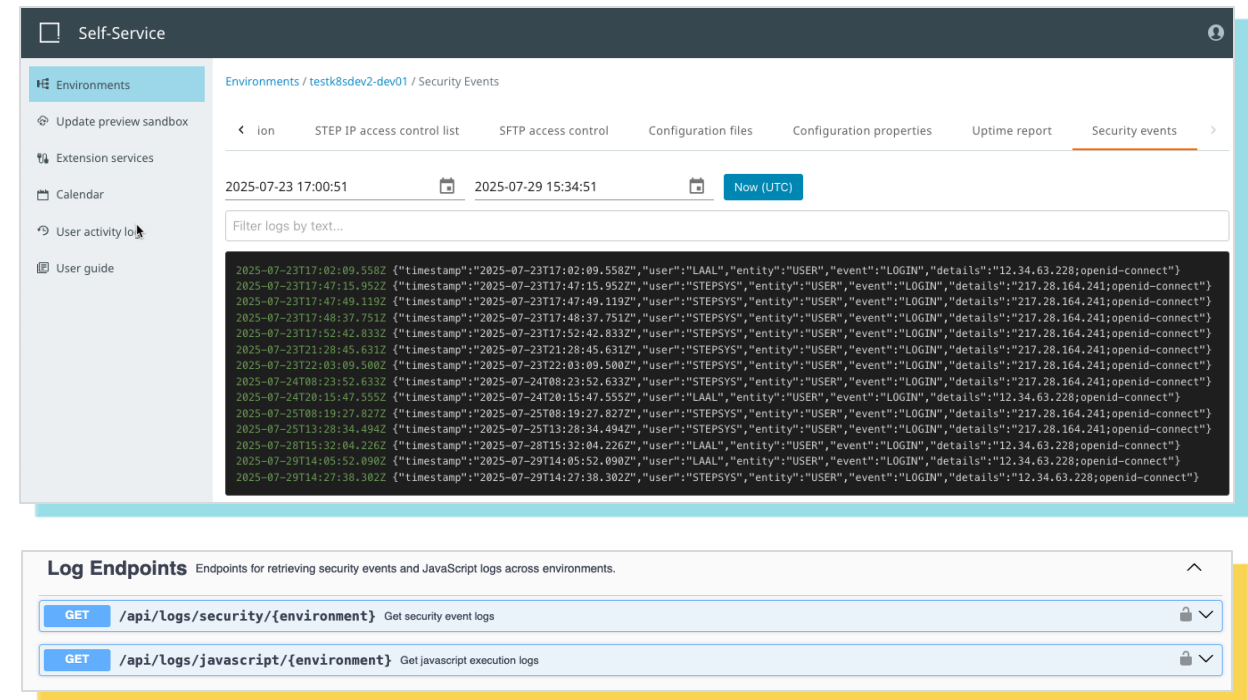 Self-Service
Environments
Update preview sandbox
Extension services
Calendar
User activity log
User guide
Environments / testk8sdev2-dev01 / Security Events
ion STEP IP access control list SFTP access control Configuration files Configuration properties Uptime report Security events
2025-07-23 17:00:51 2025-07-29 15:34:51 Now (UTC)
Filter logs by text...
2025-07-23T17:02:09.558Z {"timestamp":"2025-07-23T17:02:09.558Z","user":"LAAL","entity":"USER","event":"LOGIN","details":"12.34.63.228;openid-connect"}
2025-07-23T17:47:15.952Z {"timestamp":"2025-07-23T17:47:15.952Z","user":"STEPSYS","entity":"USER","event":"LOGIN","details":"217.28.164.241;openid-connect"}
2025-07-23T17:47:49.119Z {"timestamp":"2025-07-23T17:47:49.119Z","user":"STEPSYS","entity":"USER","event":"LOGIN","details":"217.28.164.241;openid-connect"}
2025-07-23T17:48:37.751Z {"timestamp":"2025-07-23T17:48:37.751Z","user":"STEPSYS","entity":"USER","event":"LOGIN","details":"217.28.164.241;openid-connect"}
2025-07-23T17:52:42.833Z {"timestamp":"2025-07-23T17:52:42.833Z","user":"STEPSYS","entity":"USER","event":"LOGIN","details":"217.28.164.241;openid-connect"}
2025-07-23T21:28:45.631Z {"timestamp":"2025-07-23T21:28:45.631Z","user":"STEPSYS","entity":"USER","event":"LOGIN","details":"217.28.164.241;openid-connect"}
2025-07-23T22:03:09.500Z {"timestamp":"2025-07-23T22:03:09.500Z","user":"STEPSYS","entity":"USER","event":"LOGIN","details":"217.28.164.241;openid-connect"}
2025-07-24T08:23:52.633Z {"timestamp":"2025-07-24T08:23:52.633Z","user":"STEPSYS","entity":"USER","event":"LOGIN","details":"217.28.164.241;openid-connect"}
2025-07-24T20:15:47.555Z {"timestamp":"2025-07-24T20:15:47.555Z","user":"LAAL","entity":"USER","event":"LOGIN","details":"12.34.63.228;openid-connect"}
2025-07-25T08:19:27.827Z {"timestamp":"2025-07-25T08:19:27.827Z","user":"STEPSYS","entity":"USER","event":"LOGIN","details":"217.28.164.241;openid-connect"}
2025-07-25T13:28:34.494Z {"timestamp":"2025-07-25T13:28:34.494Z","user":"STEPSYS","entity":"USER","event":"LOGIN","details":"217.28.164.241;openid-connect"}
2025-07-28T15:32:04.226Z {"timestamp":"2025-07-28T15:32:04.226Z","user":"LAAL","entity":"USER","event":"LOGIN","details":"12.34.63.228;openid-connect"}
2025-07-29T14:05:52.090Z {"timestamp":"2025-07-29T14:05:52.090Z","user":"LAAL","entity":"USER","event":"LOGIN","details":"12.34.63.228;openid-connect"}
2025-07-29T14:27:38.302Z {"timestamp":"2025-07-29T14:27:38.302Z","user":"STEPSYS","entity":"USER","event":"LOGIN","details":"12.34.63.228;openid-connect"}
Log Endpoints Endpoints for retrieving security events and JavaScript logs across environments.
GET /api/logs/security/{environment} Get security event logs
GET /api/logs/javascript/{environment} Get javascript execution logs